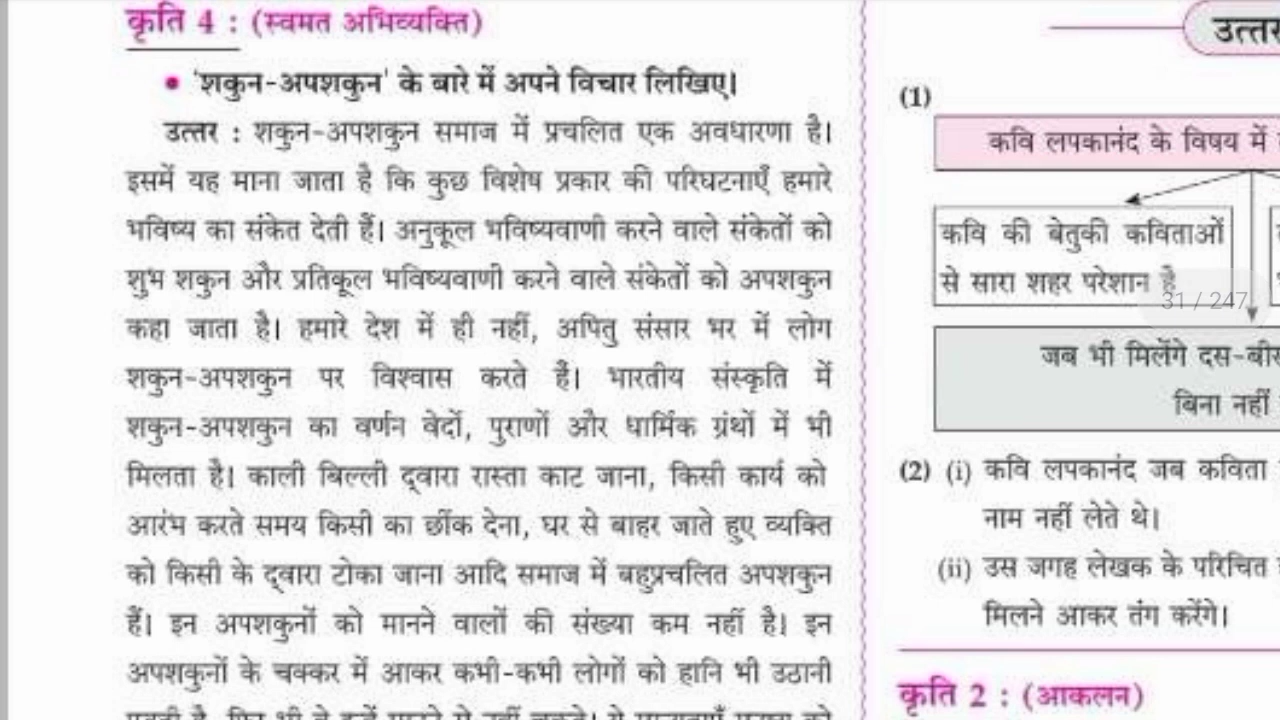 कृति 4 : (स्वमत अभिव्यक्ति)
• 'शकुन-अपशकुन' के बारे में अपने विचार लिखिए।
उत्तर : शकुन-अपशकुन समाज में प्रचलित एक अवधारणा है।
इसमें यह माना जाता है कि कुछ विशेष प्रकार की परिघटनाएँ हमारे
भविष्य का संकेत देती हैं। अनुकूल भविष्यवाणी करने वाले संकेतों को
शुभ शकुन और प्रतिकूल भविष्यवाणी करने वाले संकेतों को अपशकुन
कहा जाता है। हमारे देश में ही नहीं, अपितु संसार भर में लोग
शकुन-अपशकुन पर विश्वास करते हैं। भारतीय संस्कृति में
शकुन-अपशकुन का वर्णन वेदों, पुराणों और धार्मिक ग्रंथों में भी
मिलता है। काली बिल्ली द्वारा रास्ता काट जाना, किसी कार्य को
आरंभ करते समय किसी का छींक देना, घर से बाहर जाते हुए व्यक्ति
को किसी के द्वारा टोका जाना आदि समाज में बहुप्रचलित अपशकुन
हैं। इन अपशकुनों को मानने वालों की संख्या कम नहीं है। इन
अपशकुनों के चक्कर में आकर कभी-कभी लोगों को हानि भी उठानी
उत्तर
(1)
कवि लपकानंद के विषय में
कवि की बेतुकी कविताओं
से सारा शहर परेशान है
31 / 247
जब भी मिलेंगे दस-बीस
बिना नहीं
(2) (i) कवि लपकानंद जब कविता
नाम नहीं लेते थे।
(ii) उस जगह लेखक के परिचित
मिलने आकर तंग करेंगे।
कृति 2 : (आकलन)